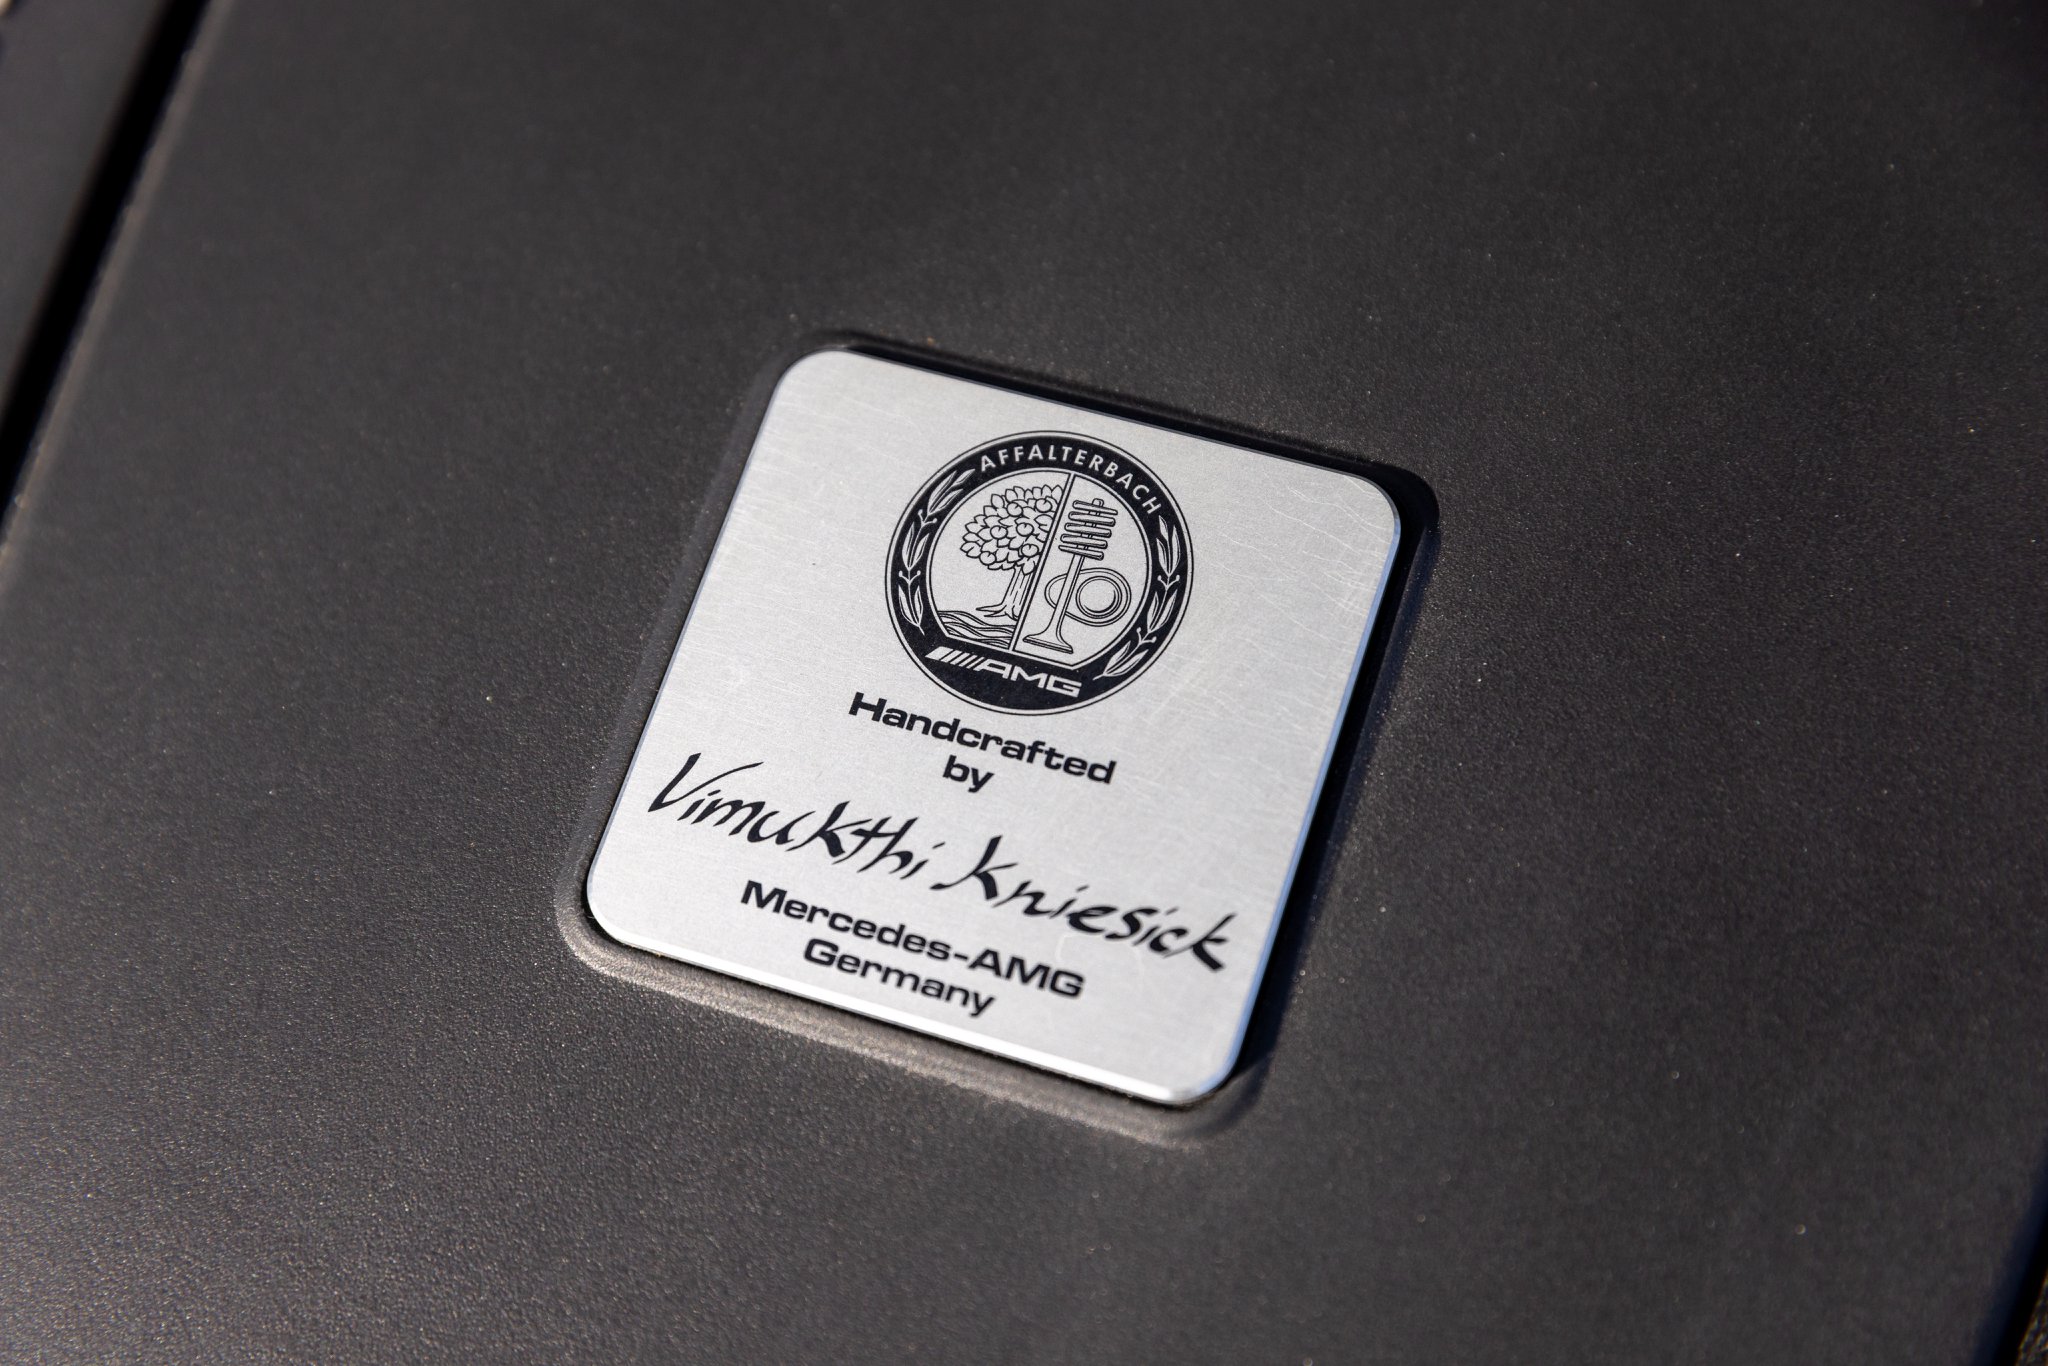 AFFALTERBACH
AMG
Handcrafted
by
Vimukthi Kniesick
Mercedes-AMG
Germany